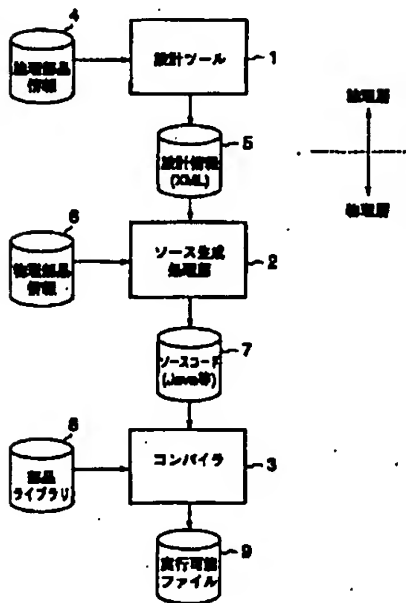 4
論理部品
情報
設計ツール
1
5
設計情報
(XML)
論理層
物理層
6
物理部品
情報
ソース生成
処理部
2
7
ソースコード
(Java等)
8
部品
ライブラリ
コンパイラ
3
9
実行可能
ファイル